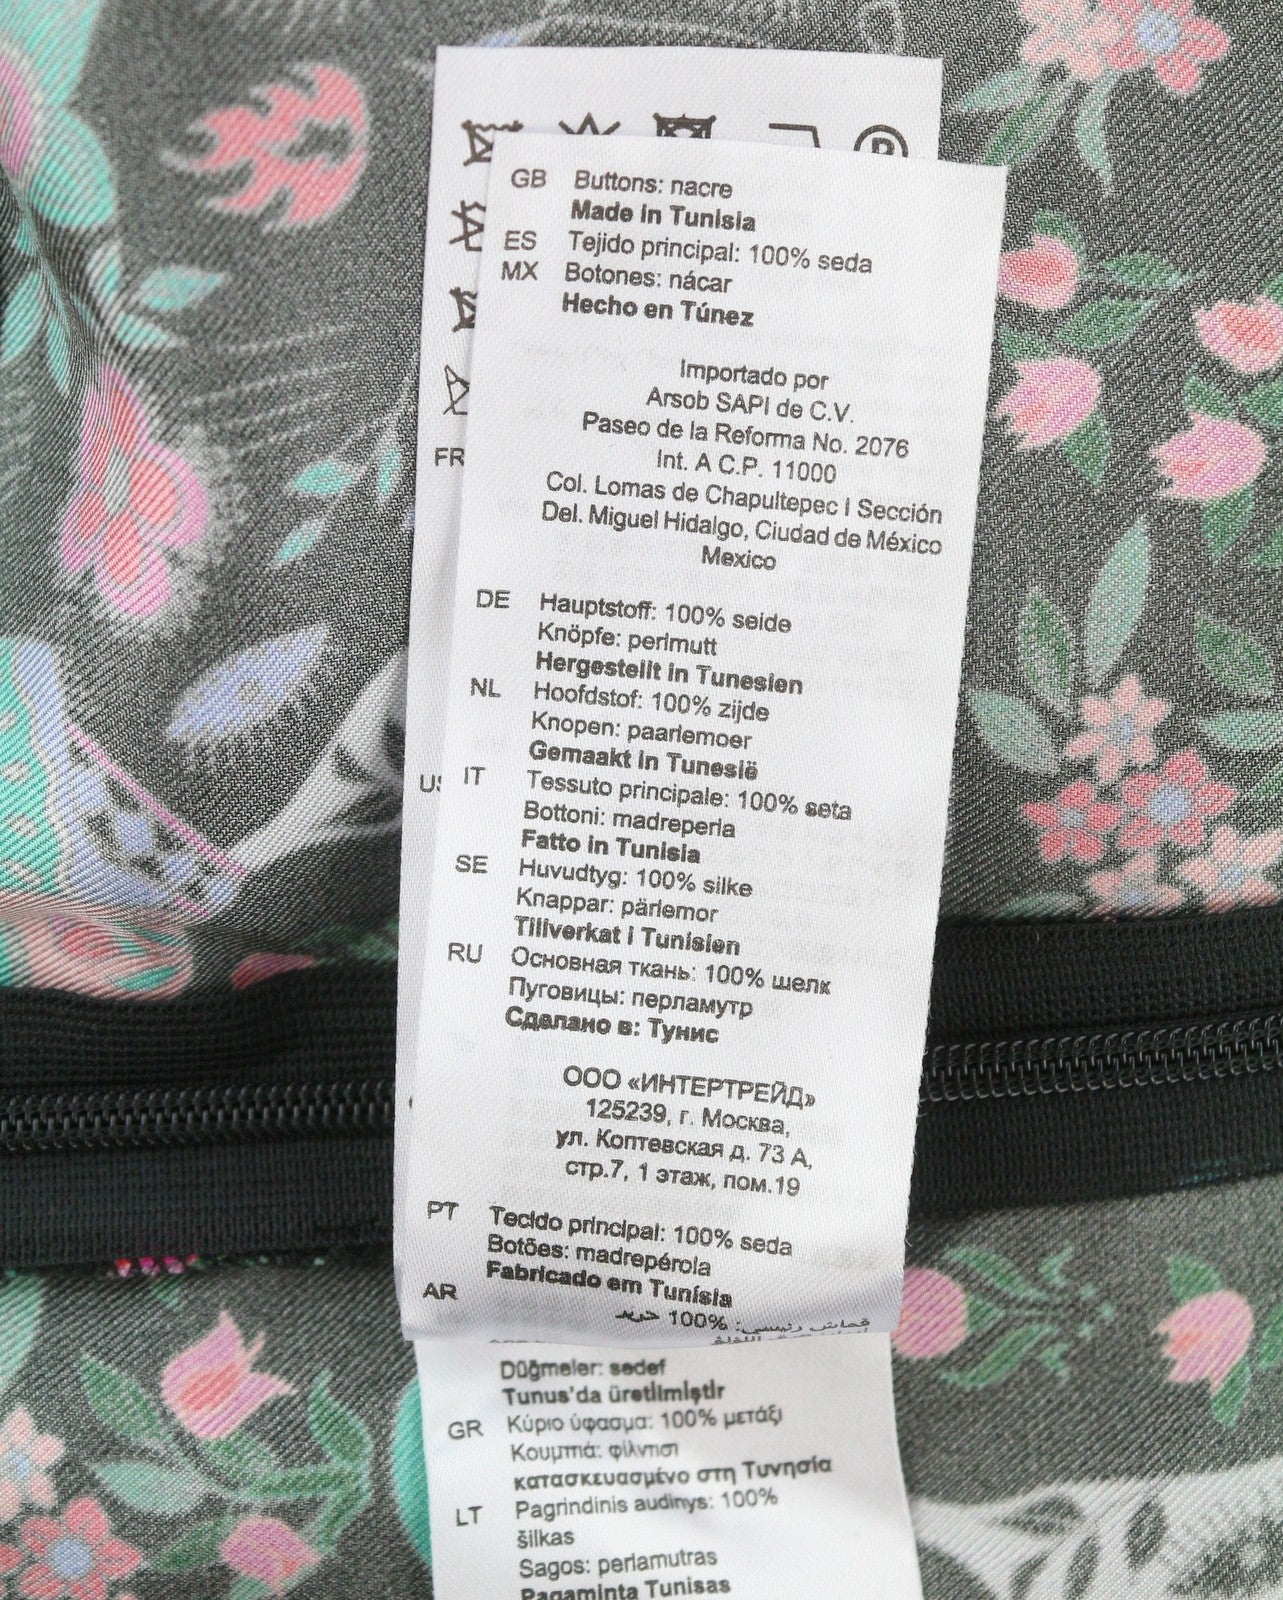 GB Buttons: nacre
Made in Tunisia
ES Tejido principal: 100% seda
MX Botones: nácar
Hecho en Túnez
Importado por
Arsob SAPI de C.V.
Paseo de la Reforma No. 2076
Int. A C.P. 11000
Col. Lomas de Chapultepec I Sección
Del. Miguel Hidalgo, Ciudad de México
Mexico
FR
DE Hauptstoff: 100% seide
Knöpfe: perlmutt
Hergestellt in Tunesien
NL Hoofdstof: 100% zijde
Knopen: paarlemoer
Gemaakt in Tunesië
IT Tessuto principale: 100% seta
Bottoni: madreperla
Fatto in Tunisia
SE Huvudtyg: 100% silke
Knappar: pärlemor
Tillverkat i Tunisien
RU Основная ткань: 100% шелк
Пуговицы: перламутр
Сделано в: Тунис
ООО «ИНТЕРТРЕЙД»
125239, г. Москва,
ул. Коптевская д. 73 А,
стр.7, 1 этаж, пом.19
PT Tecido principal: 100% seda
Botões: madrepérola
Fabricado em Tunísia
AR قماش رئيسي: 100% حرير
Düğmeler: sedef
Tunus'da üretilmiştir
GR Κύριο ύφασμα: 100% μετάξι
Κουμπιά: φίλντισι
κατασκευασμένο στη Τυνησία
LT Pagrindinis audinys: 100%
šilkas
Sagos: perlamutras
Pagaminta Tunisas